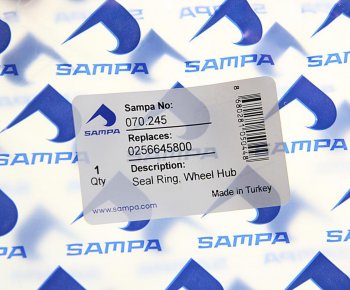 SAMPA
SAMPA
SAMPA
Sampa No:
070.245
Replaces:
0256645800
SAMPA
1
Qty
Description:
Seal Ring, Wheel Hub
Made in Turkey
www.sampa.com
SAMPA
SAMPA
SAMPA
SAMPA